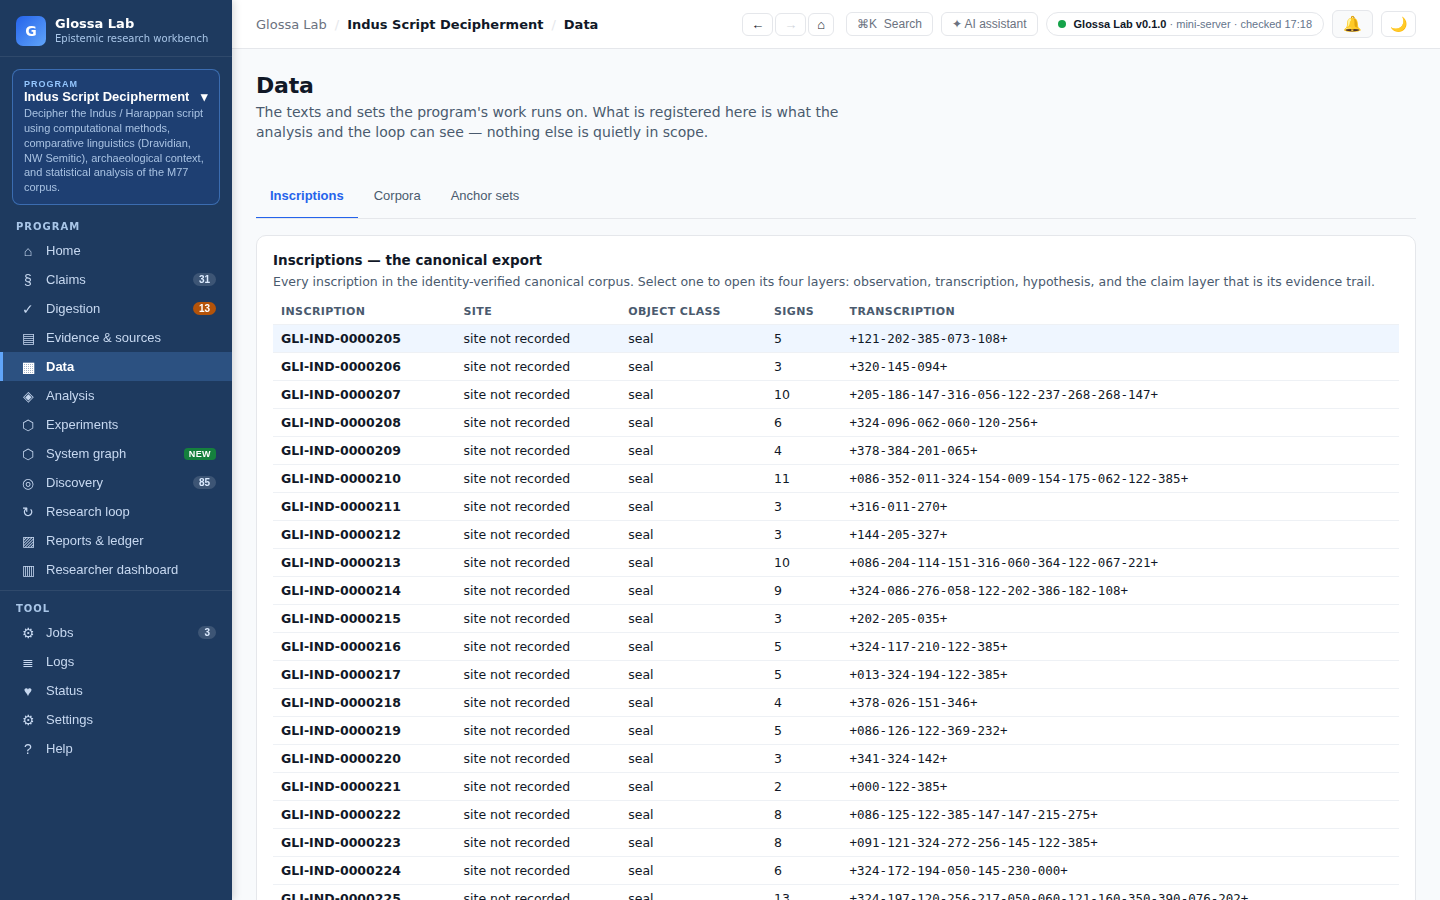 G
Glossa Lab
Epistemic research workbench
PROGRAM
Indus Script Decipherment ▾
Decipher the Indus / Harappan script
using computational methods,
comparative linguistics (Dravidian,
NW Semitic), archaeological context,
and statistical analysis of the M77
corpus.
PROGRAM
Home
Claims 31
Digestion 13
Evidence & sources
Data
Analysis
Experiments
System graph NEW
Discovery 85
Research loop
Reports & ledger
Researcher dashboard
TOOL
Jobs 3
Logs
Status
Settings
? Help
Glossa Lab / Indus Script Decipherment / Data
⌘K Search
AI assistant
Glossa Lab v0.1.0 · mini-server · checked 17:18
Data
The texts and sets the program's work runs on. What is registered here is what the
analysis and the loop can see — nothing else is quietly in scope.
Inscriptions Corpora Anchor sets
Inscriptions — the canonical export
Every inscription in the identity-verified canonical corpus. Select one to open its four layers: observation, transcription, hypothesis, and the claim layer that is its evidence trail.
INSCRIPTION SITE OBJECT CLASS SIGNS TRANSCRIPTION
GLI-IND-0000205 site not recorded seal 5 +121-202-385-073-108+
GLI-IND-0000206 site not recorded seal 3 +320-145-094+
GLI-IND-0000207 site not recorded seal 10 +205-186-147-316-056-122-237-268-268-147+
GLI-IND-0000208 site not recorded seal 6 +324-096-062-060-120-256+
GLI-IND-0000209 site not recorded seal 4 +378-384-201-065+
GLI-IND-0000210 site not recorded seal 11 +086-352-011-324-154-009-154-175-062-122-385+
GLI-IND-0000211 site not recorded seal 3 +316-011-270+
GLI-IND-0000212 site not recorded seal 3 +144-205-327+
GLI-IND-0000213 site not recorded seal 10 +086-204-114-151-316-060-364-122-067-221+
GLI-IND-0000214 site not recorded seal 9 +324-086-276-058-122-202-386-182-108+
GLI-IND-0000215 site not recorded seal 3 +202-205-035+
GLI-IND-0000216 site not recorded seal 5 +324-117-210-122-385+
GLI-IND-0000217 site not recorded seal 5 +013-324-194-122-385+
GLI-IND-0000218 site not recorded seal 4 +378-026-151-346+
GLI-IND-0000219 site not recorded seal 5 +086-126-122-369-232+
GLI-IND-0000220 site not recorded seal 3 +341-324-142+
GLI-IND-0000221 site not recorded seal 2 +000-122-385+
GLI-IND-0000222 site not recorded seal 8 +086-125-122-385-147-147-215-275+
GLI-IND-0000223 site not recorded seal 8 +091-121-324-272-256-145-122-385+
GLI-IND-0000224 site not recorded seal 6 +324-172-194-050-145-230-000+
GLI-IND-0000225 site not recorded seal 13 +324-197-120-256-217-050-060-121-160-350-390-076-202+